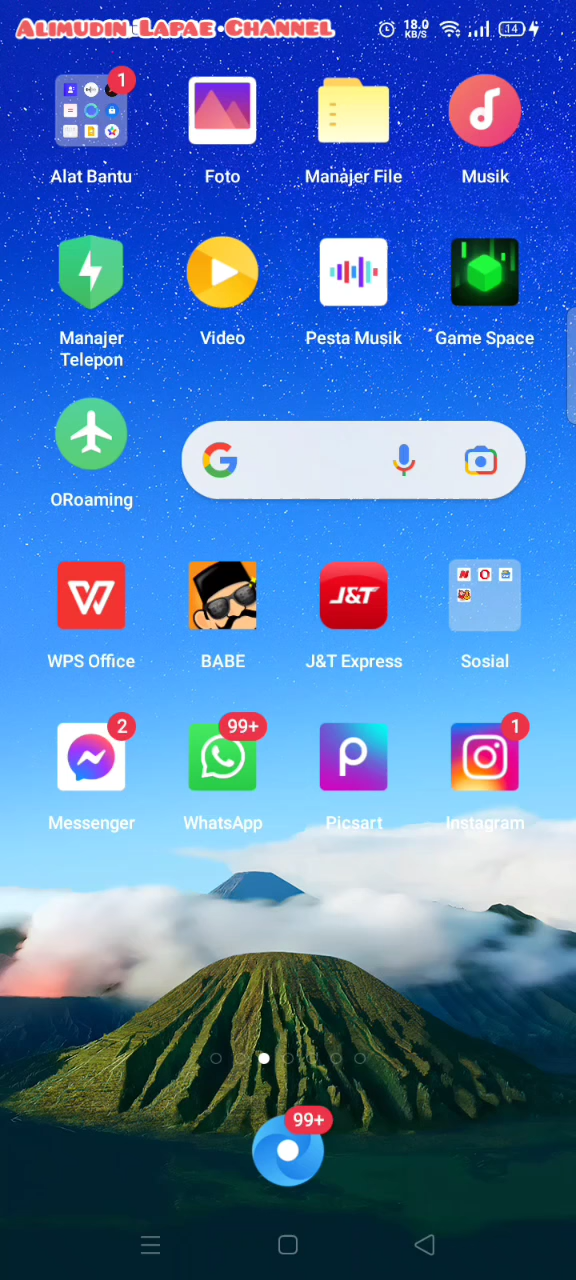 Alimudin Lapae Channel
18.0
KB/S
14
1
Alat Bantu
Foto
Manajer File
Musik
Manajer
Telepon
Video
Pesta Musik
Game Space
ORoaming
WPS Office
BABE
J&T
J&T Express
Sosial
2
Messenger
99+
WhatsApp
Picsart
1
Instagram
99+